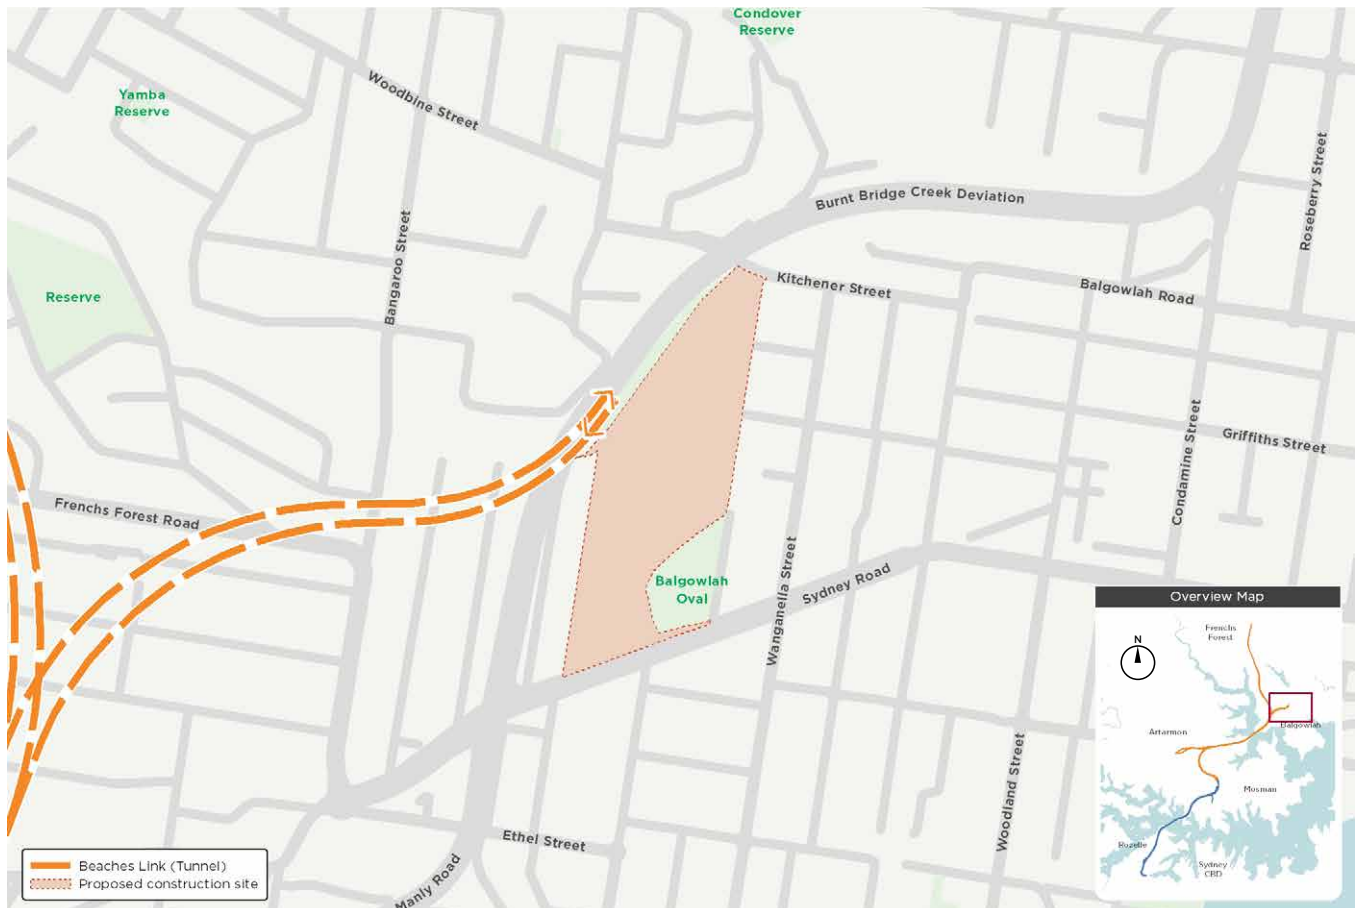 Condover
Reserve
Woodbine Street
Yamba
Reserve
Roseberry Street
Burnt Bridge Creek Deviation
Bangaroo Street
Reserve
Kitchener Street
Balgowlah Road
Condamine Street
Griffiths Street
Frenchs Forest Road
Wanganella Street
Balgowlah
Oval
Sydney Road
Woodland Street
Ethel Street
Manly Road
Beaches Link (Tunnel)
Proposed construction site
Overview Map
N
Frenchs
Forest
Balgowlah
Artarmon
Mosman
Rozelle
Sydney
CBD